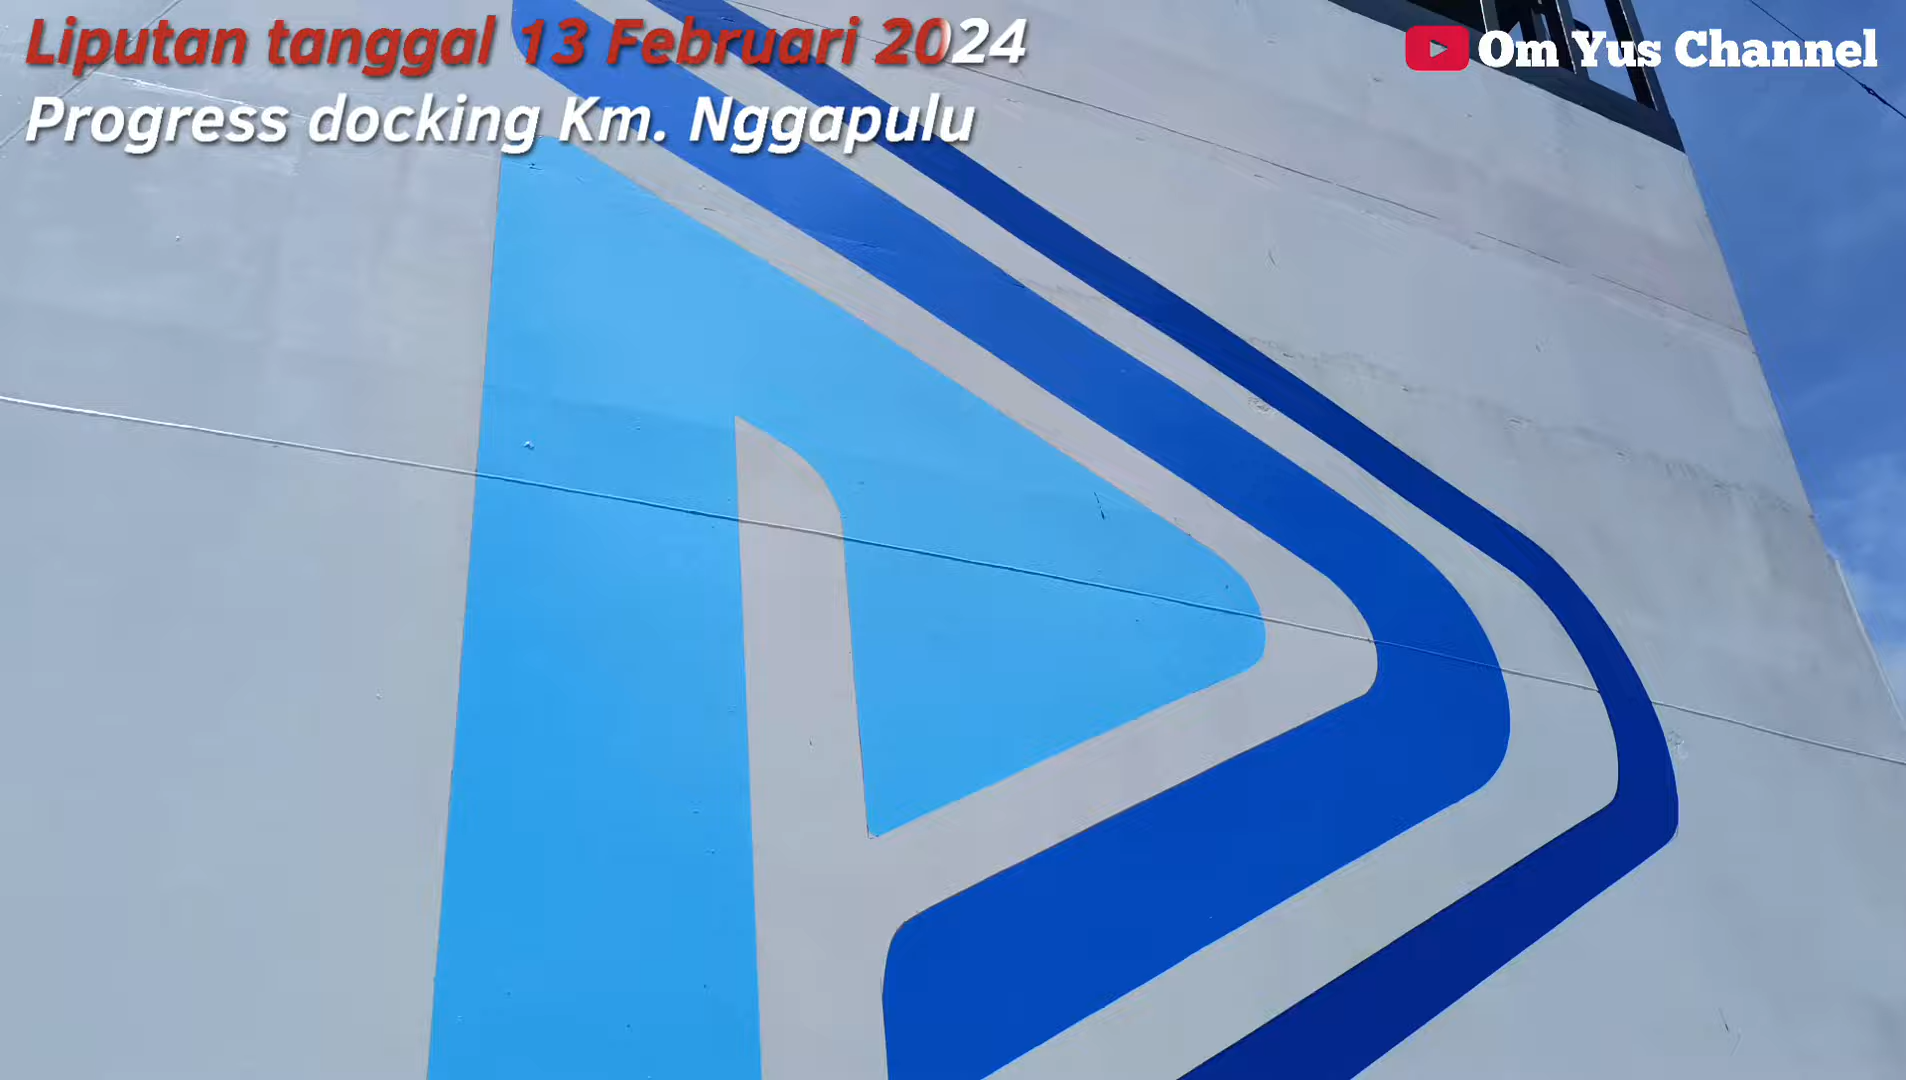 Liputan tanggal 13 Februari 2024
Om Yus Channel
Progress docking Km. Nggapulu